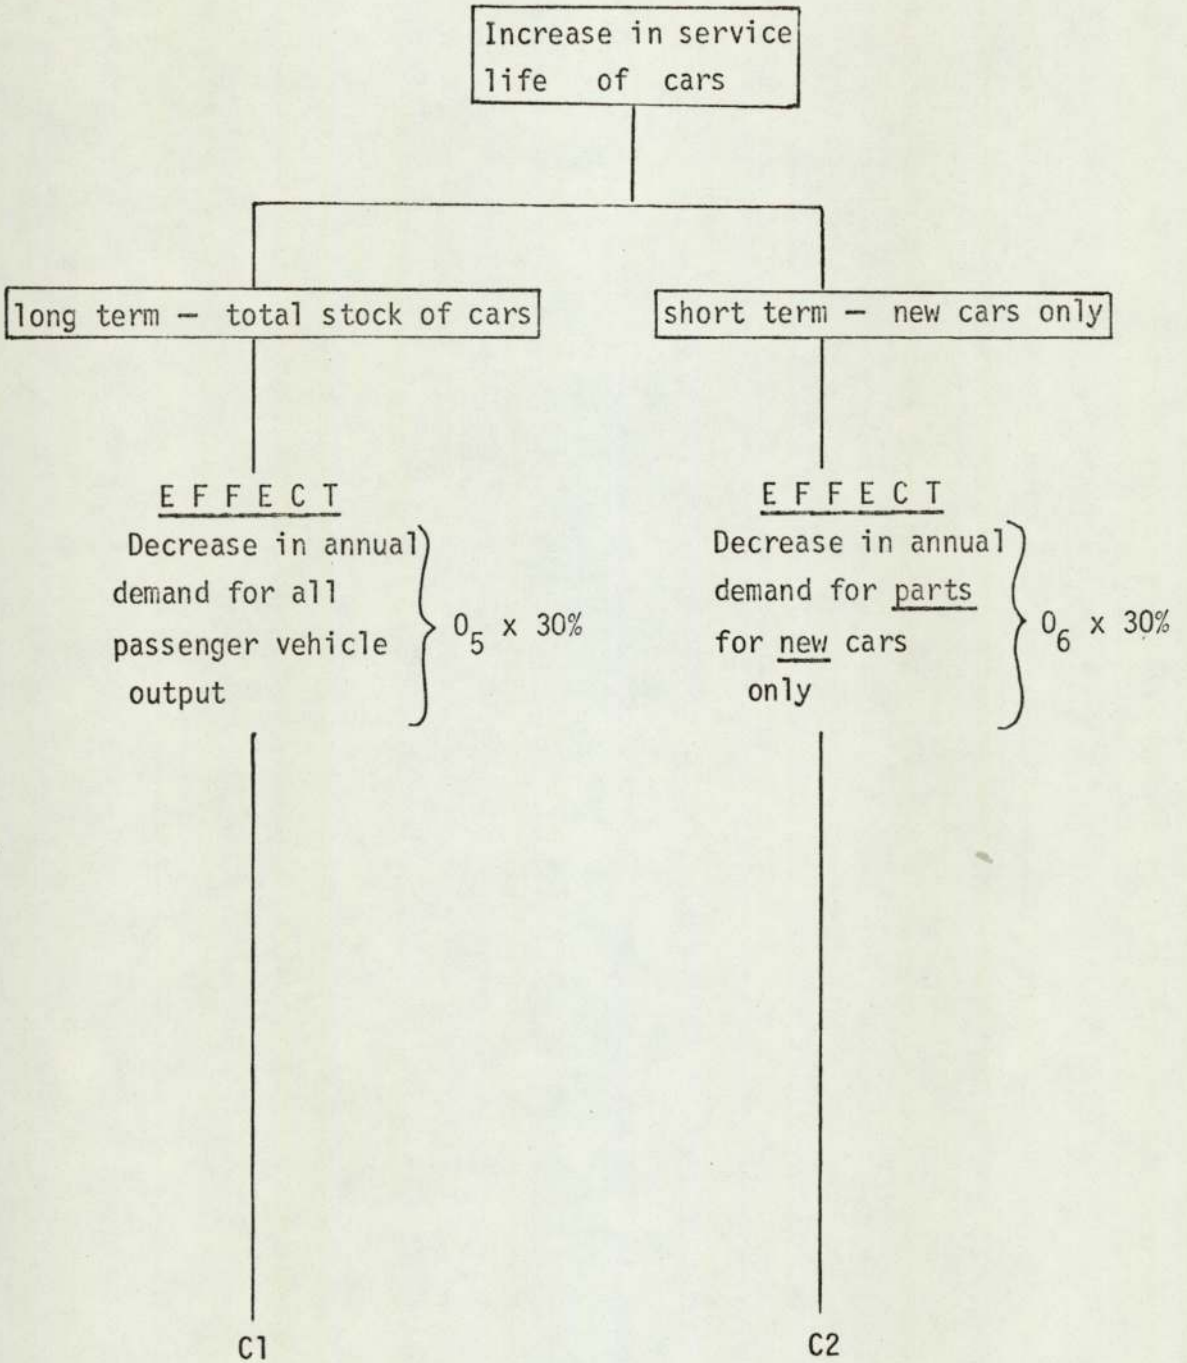 Increase in service
life of cars
long term — total stock of cars
short term — new cars only
E F F E C T
Decrease in annual
demand for all
passenger vehicle
output
O5 x 30%
E F F E C T
Decrease in annual
demand for parts
for new cars
only
O6 x 30%
C1
C2